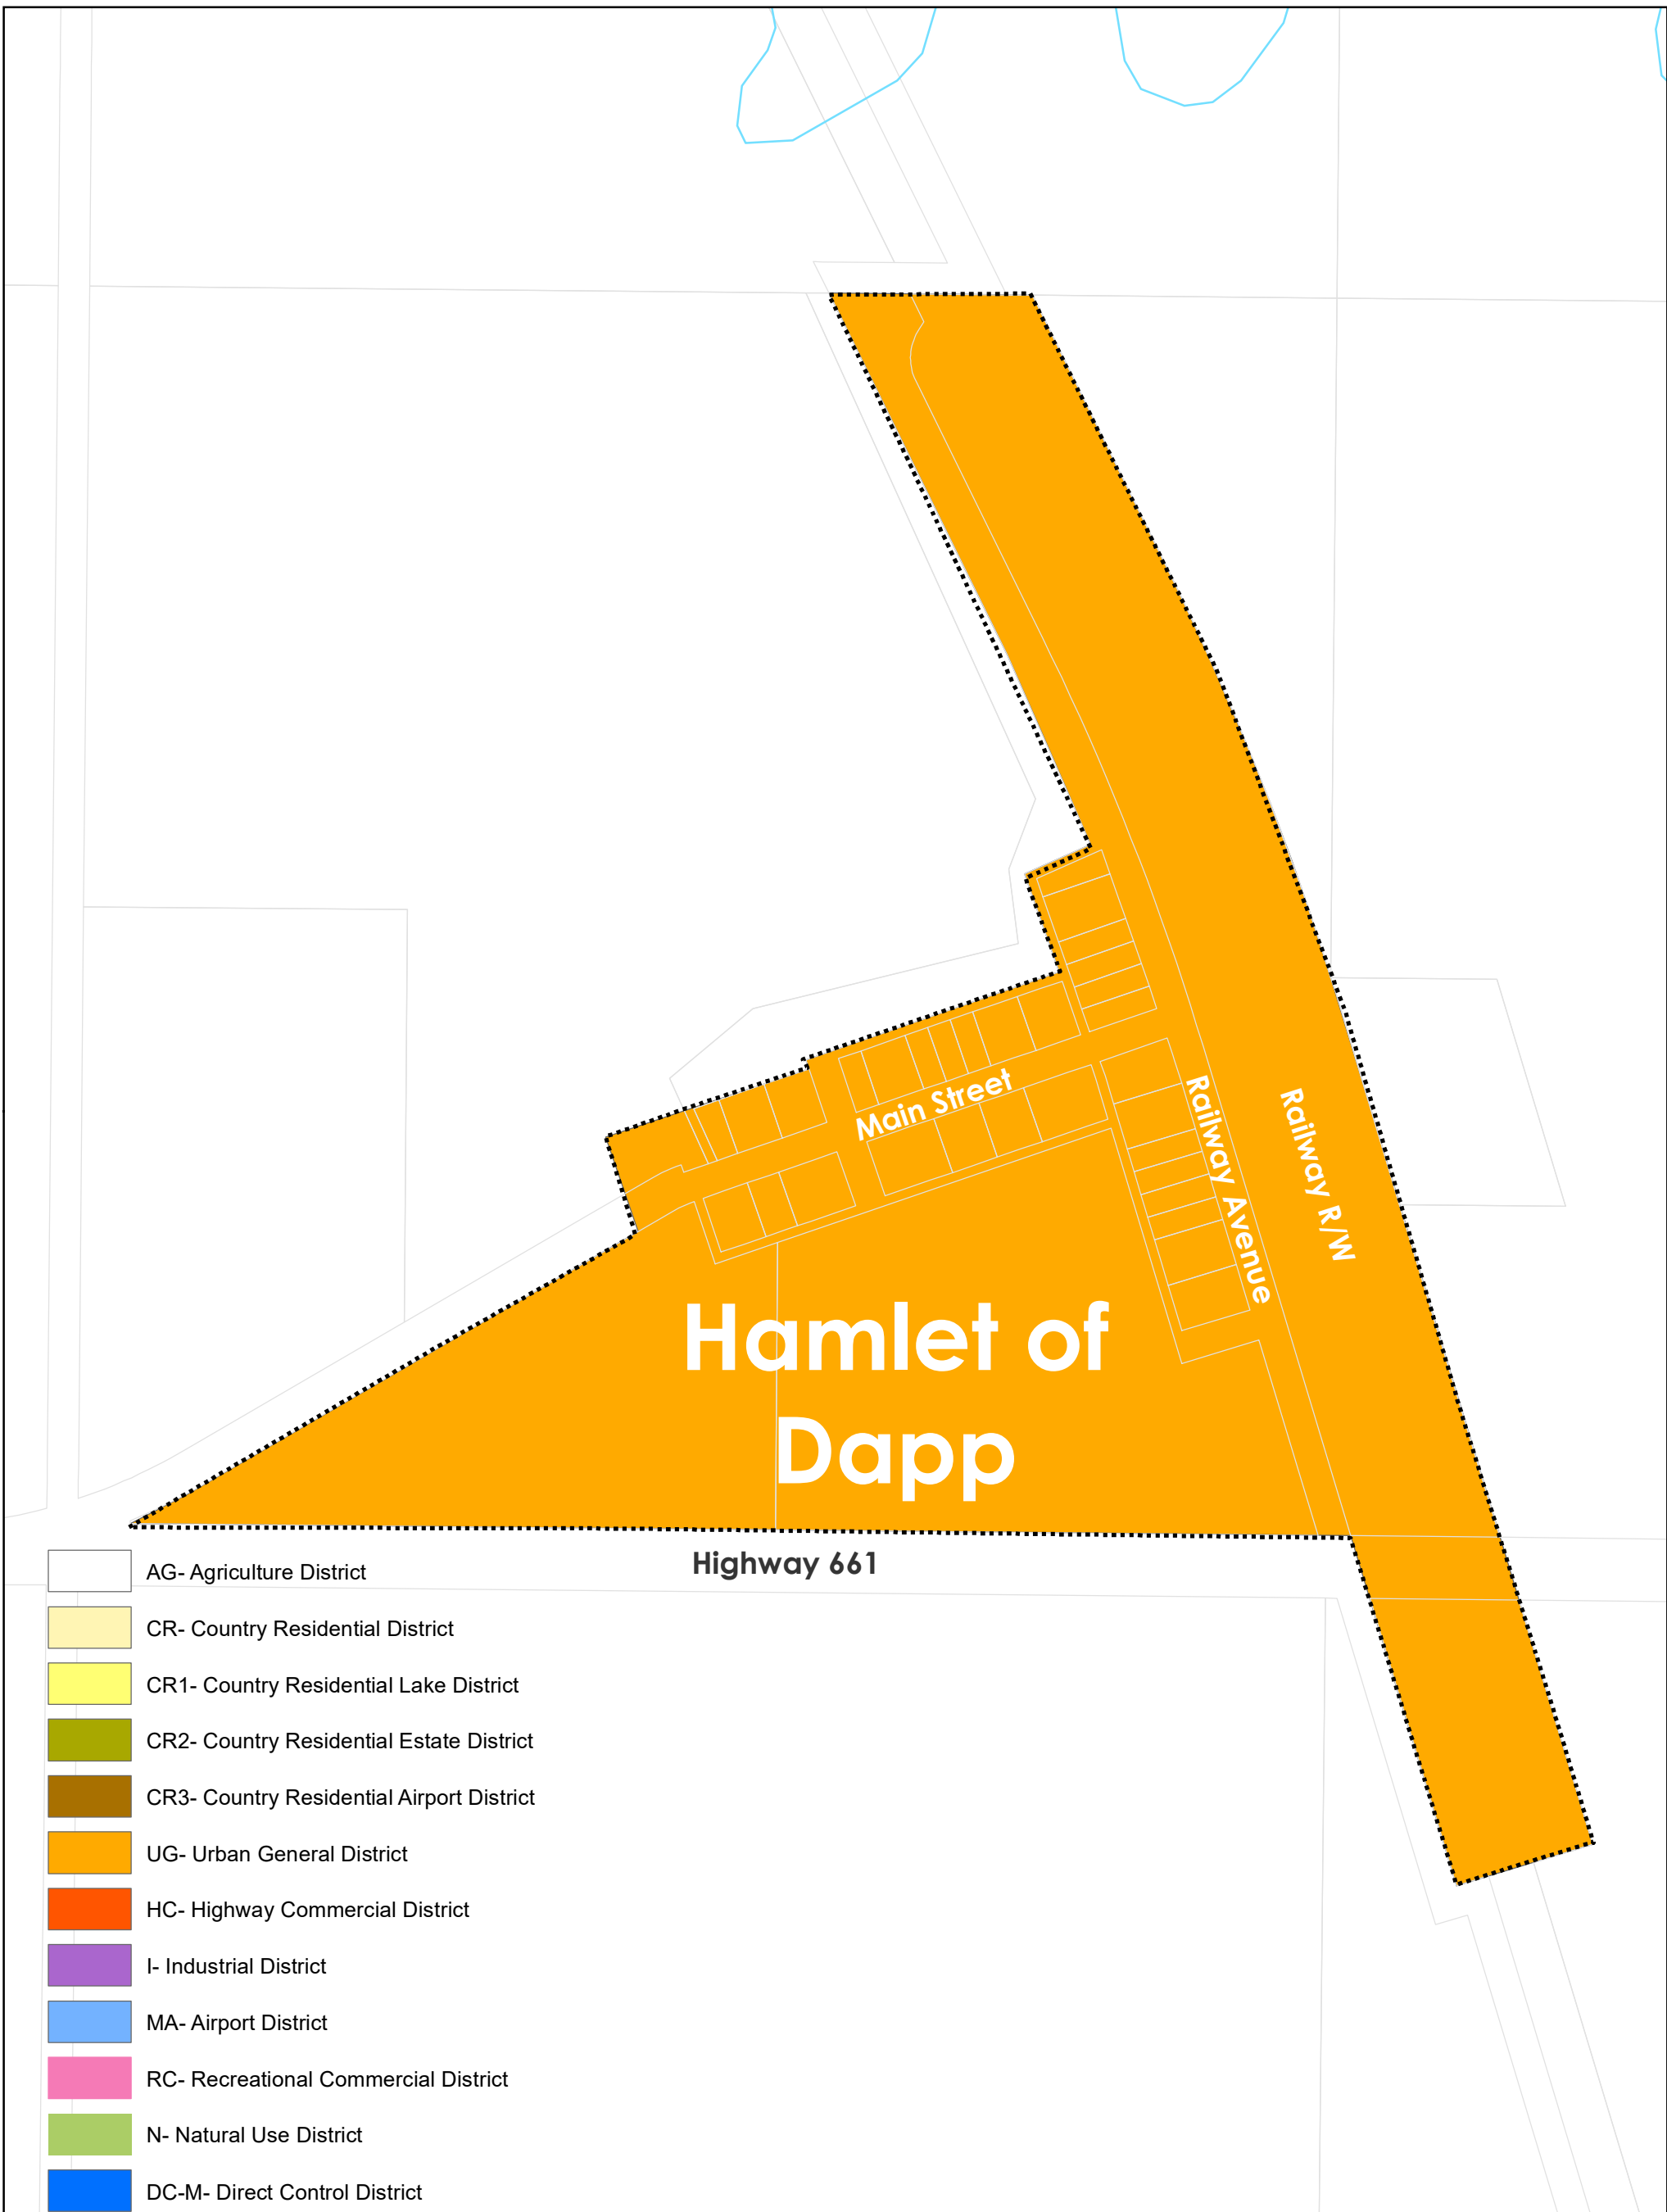 Main Street
Railway Avenue
Railway R/W
Hamlet of
Dapp
Highway 661
AG- Agriculture District
CR- Country Residential District
CR1- Country Residential Lake District
CR2- Country Residential Estate District
CR3- Country Residential Airport District
UG- Urban General District
HC- Highway Commercial District
I- Industrial District
MA- Airport District
RC- Recreational Commercial District
N- Natural Use District
DC-M- Direct Control District